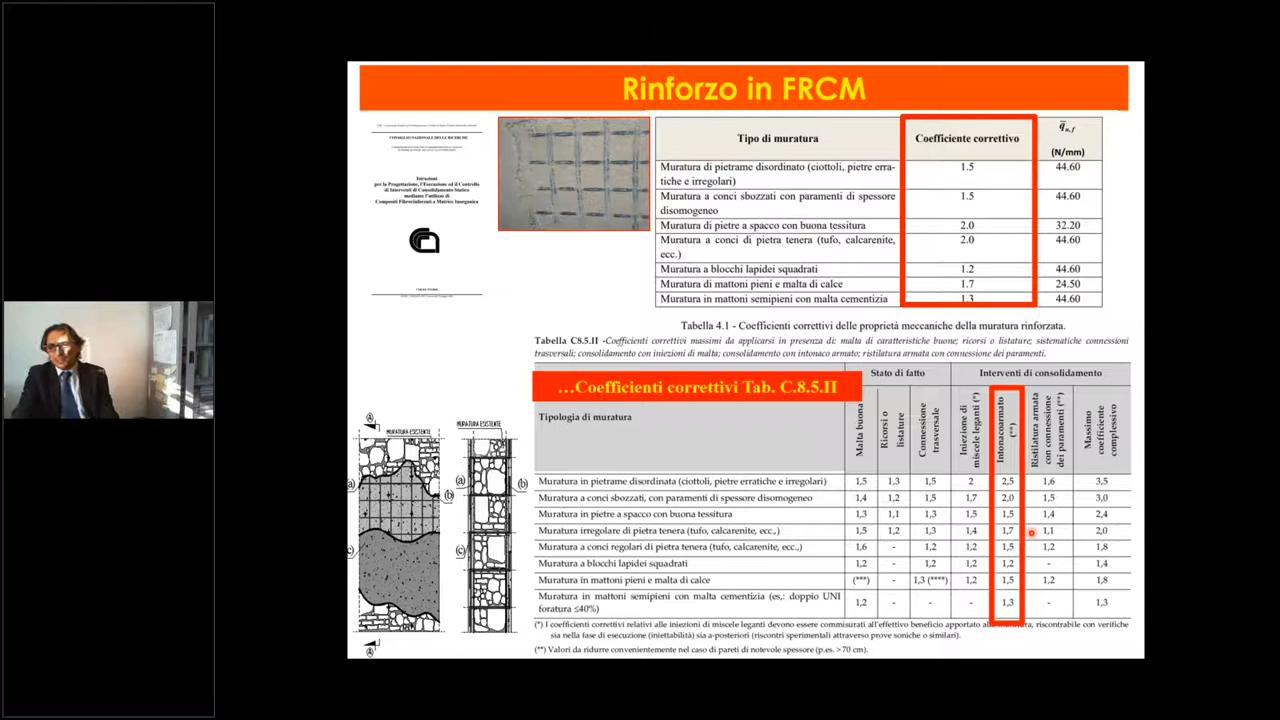 Rinforzo in FRCM
CONSIGLIO NAZIONALE DELLE RICERCHE
Istruzioni
per la Progettazione, l'Esecuzione ed il Controllo
di Interventi di Consolidamento Statico
mediante l'utilizzo di
Compositi Fibrorinforzati a Matrice Inorganica
Tipo di muratura Coefficiente correttivo q̄u,f (N/mm)
Muratura di pietrame disordinato (ciottoli, pietre erra-
tiche e irregolari) 1.5 44.60
Muratura a conci sbozzati con paramenti di spessore
disomogeneo 1.5 44.60
Muratura di pietre a spacco con buona tessitura 2.0 32.20
Muratura a conci di pietra tenera (tufo, calcarenite,
ecc.) 2.0 44.60
Muratura a blocchi lapidei squadrati 1.2 44.60
Muratura di mattoni pieni e malta di calce 1.7 24.50
Muratura in mattoni semipieni con malta cementizia 1.3 44.60
Tabella 4.1 - Coefficienti correttivi delle proprietà meccaniche della muratura rinforzata.
Tabella C8.5.II -Coefficienti correttivi massimi da applicarsi in presenza di: malta di caratteristiche buone; ricorsi o listature; sistematiche connessioni
trasversali; consolidamento con iniezioni di malta; consolidamento con intonaco armato; ristilatura armata con connessione dei paramenti.
Stato di fatto Interventi di consolidamento
...Coefficienti correttivi Tab. C.8.5.II
Tipologia di muratura
Malta buona
Ricorsi o
listature
Connessione
trasversale
Iniezione di
miscele leganti (*)
Intonacoarmato
(**)
Ristilatura armata
con connessione
dei paramenti (**)
Massimo
coefficiente
complessivo
Muratura in pietrame disordinata (ciottoli, pietre erratiche e irregolari) 1,5 1,3 1,5 2 2,5 1,6 3,5
Muratura a conci sbozzati, con paramenti di spessore disomogeneo 1,4 1,2 1,5 1,7 2,0 1,5 3,0
Muratura in pietre a spacco con buona tessitura 1,3 1,1 1,3 1,5 1,5 1,4 2,4
Muratura irregolare di pietra tenera (tufo, calcarenite, ecc.,) 1,5 1,2 1,3 1,4 1,7 1,1 2,0
Muratura a conci regolari di pietra tenera (tufo, calcarenite, ecc.,) 1,6 - 1,2 1,2 1,5 1,2 1,8
Muratura a blocchi lapidei squadrati 1,2 - 1,2 1,2 1,2 - 1,4
Muratura in mattoni pieni e malta di calce (***) - 1,3 (****) 1,2 1,5 1,2 1,8
Muratura in mattoni semipieni con malta cementizia (es,: doppio UNI
foratura ≤40%) 1,2 - - - 1,3 - 1,3
(*) I coefficienti correttivi relativi alle iniezioni di miscele leganti devono essere commisurati all'effettivo beneficio apportato riscontrabile con verifiche
sia nella fase di esecuzione (iniettabilità) sia a-posteriori (riscontri sperimentali attraverso prove soniche o similari).
(**) Valori da ridurre convenientemente nel caso di pareti di notevole spessore (p.es. > 70 cm).
A
MURATURA ESISTENTE
MURATURA ESISTENTE
(a)
(b)
(c)
(a)
(b)
(c)
A